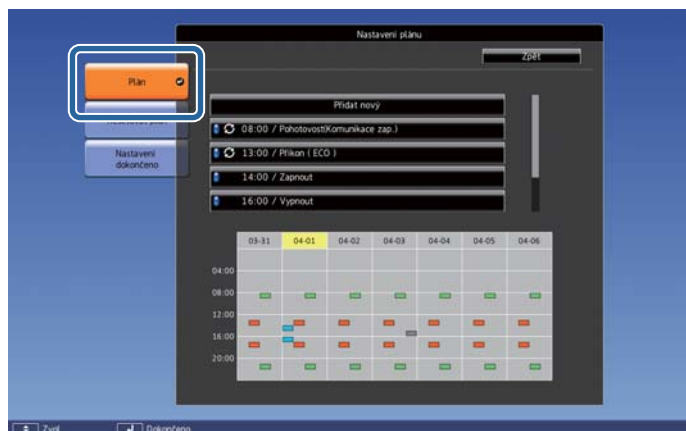 Nastavení plánu
Zpět
Plán
Resetovat plán
Nastavení
dokončeno
Přidat nový
08:00 / Pohotovost(Komunikace zap.)
13:00 / Příkon ( ECO )
14:00 / Zapnout
16:00 / Vypnout
03-31 04-01 04-02 04-03 04-04 04-05 04-06
04:00
08:00
12:00
16:00
20:00
Zvol Dokončeno